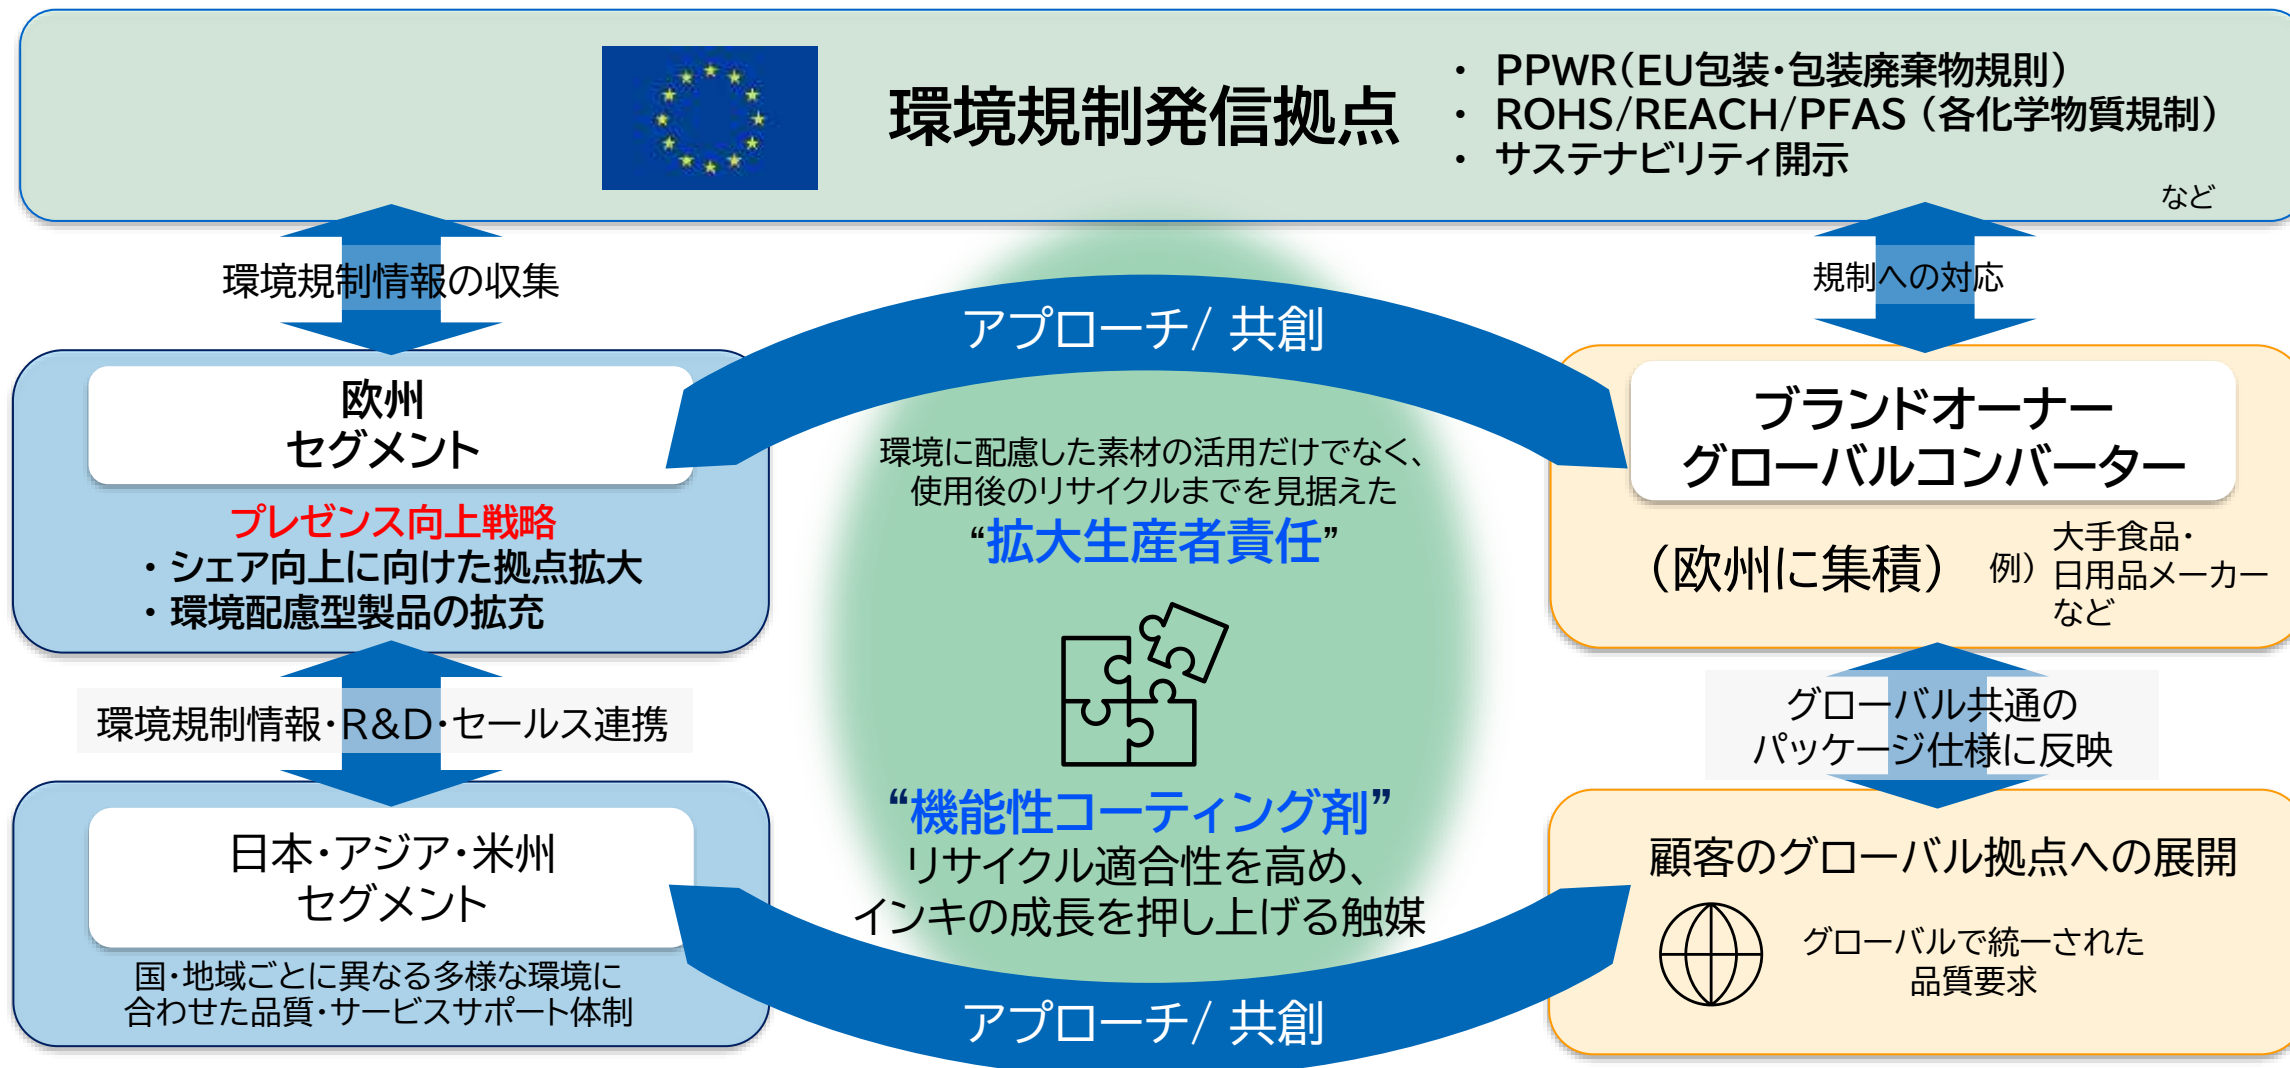 環境規制発信拠点
・ PPWR（EU包装・包装廃棄物規則）
・ ROHS/REACH/PFAS（各化学物質規制）
・ サステナビリティ開示
など
環境規制情報の収集
規制への対応
アプローチ/ 共創
欧州
セグメント
プレゼンス向上戦略
・シェア向上に向けた拠点拡大
・環境配慮型製品の拡充
環境に配慮した素材の活用だけでなく、
使用後のリサイクルまでを見据えた
“拡大生産者責任”
ブランドオーナー
グローバルコンバーター
（欧州に集積）
例）
大手食品・
日用品メーカー
など
環境規制情報・R&D・セールス連携
グローバル共通の
パッケージ仕様に反映
“機能性コーティング剤”
リサイクル適合性を高め、
インキの成長を押し上げる触媒
日本・アジア・米州
セグメント
国・地域ごとに異なる多様な環境に
合わせた品質・サービスサポート体制
顧客のグローバル拠点への展開
グローバルで統一された
品質要求
アプローチ/ 共創